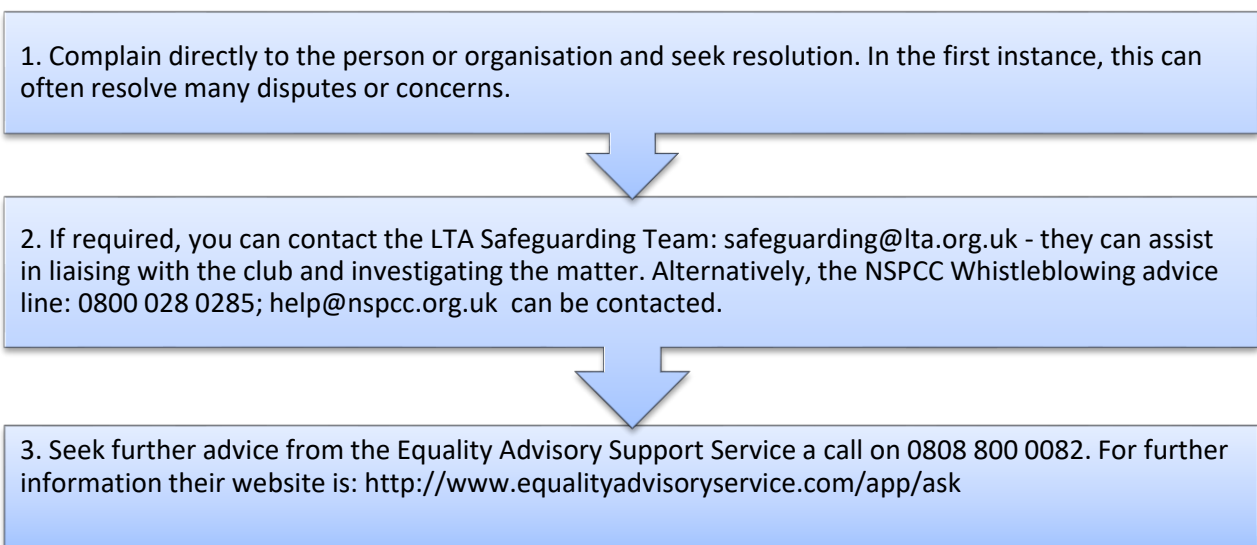 1. Complain directly to the person or organisation and seek resolution. In the first instance, this can
often resolve many disputes or concerns.
2. If required, you can contact the LTA Safeguarding Team: safeguarding@lta.org.uk - they can assist
in liaising with the club and investigating the matter. Alternatively, the NSPCC Whistleblowing advice
line: 0800 028 0285; help@nspcc.org.uk  can be contacted.
3. Seek further advice from the Equality Advisory Support Service a call on 0808 800 0082. For further
information their website is: http://www.equalityadvisoryservice.com/app/ask